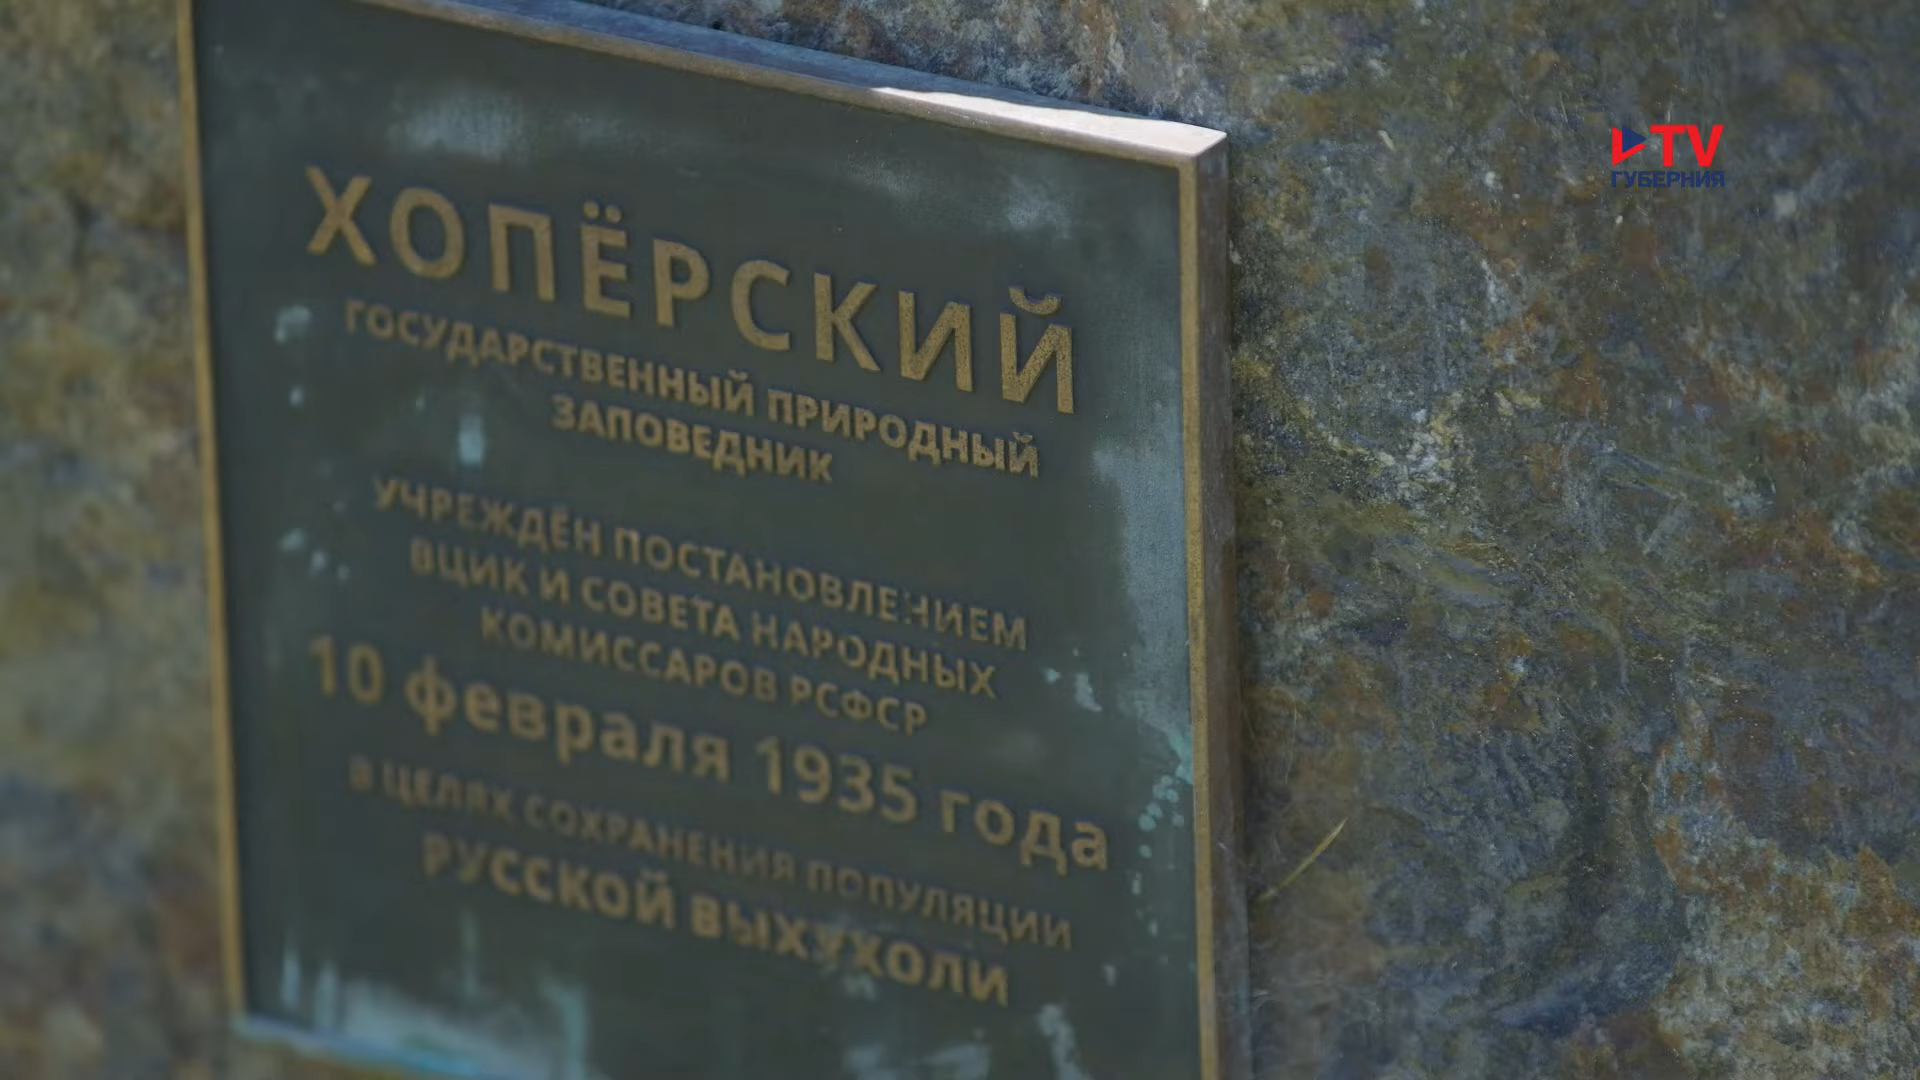 ХОПЁРСКИЙ
ГОСУДАРСТВЕННЫЙ ПРИРОДНЫЙ
ЗАПОВЕДНИК
УЧРЕЖДЁН ПОСТАНОВЛЕНИЕМ
ВЦИК И СОВЕТА НАРОДНЫХ
КОМИССАРОВ РСФСР
10 февраля 1935 года
В ЦЕЛЯХ СОХРАНЕНИЯ ПОПУЛЯЦИИ
РУССКОЙ ВЫХУХОЛИ
TV
ГУБЕРНИЯ